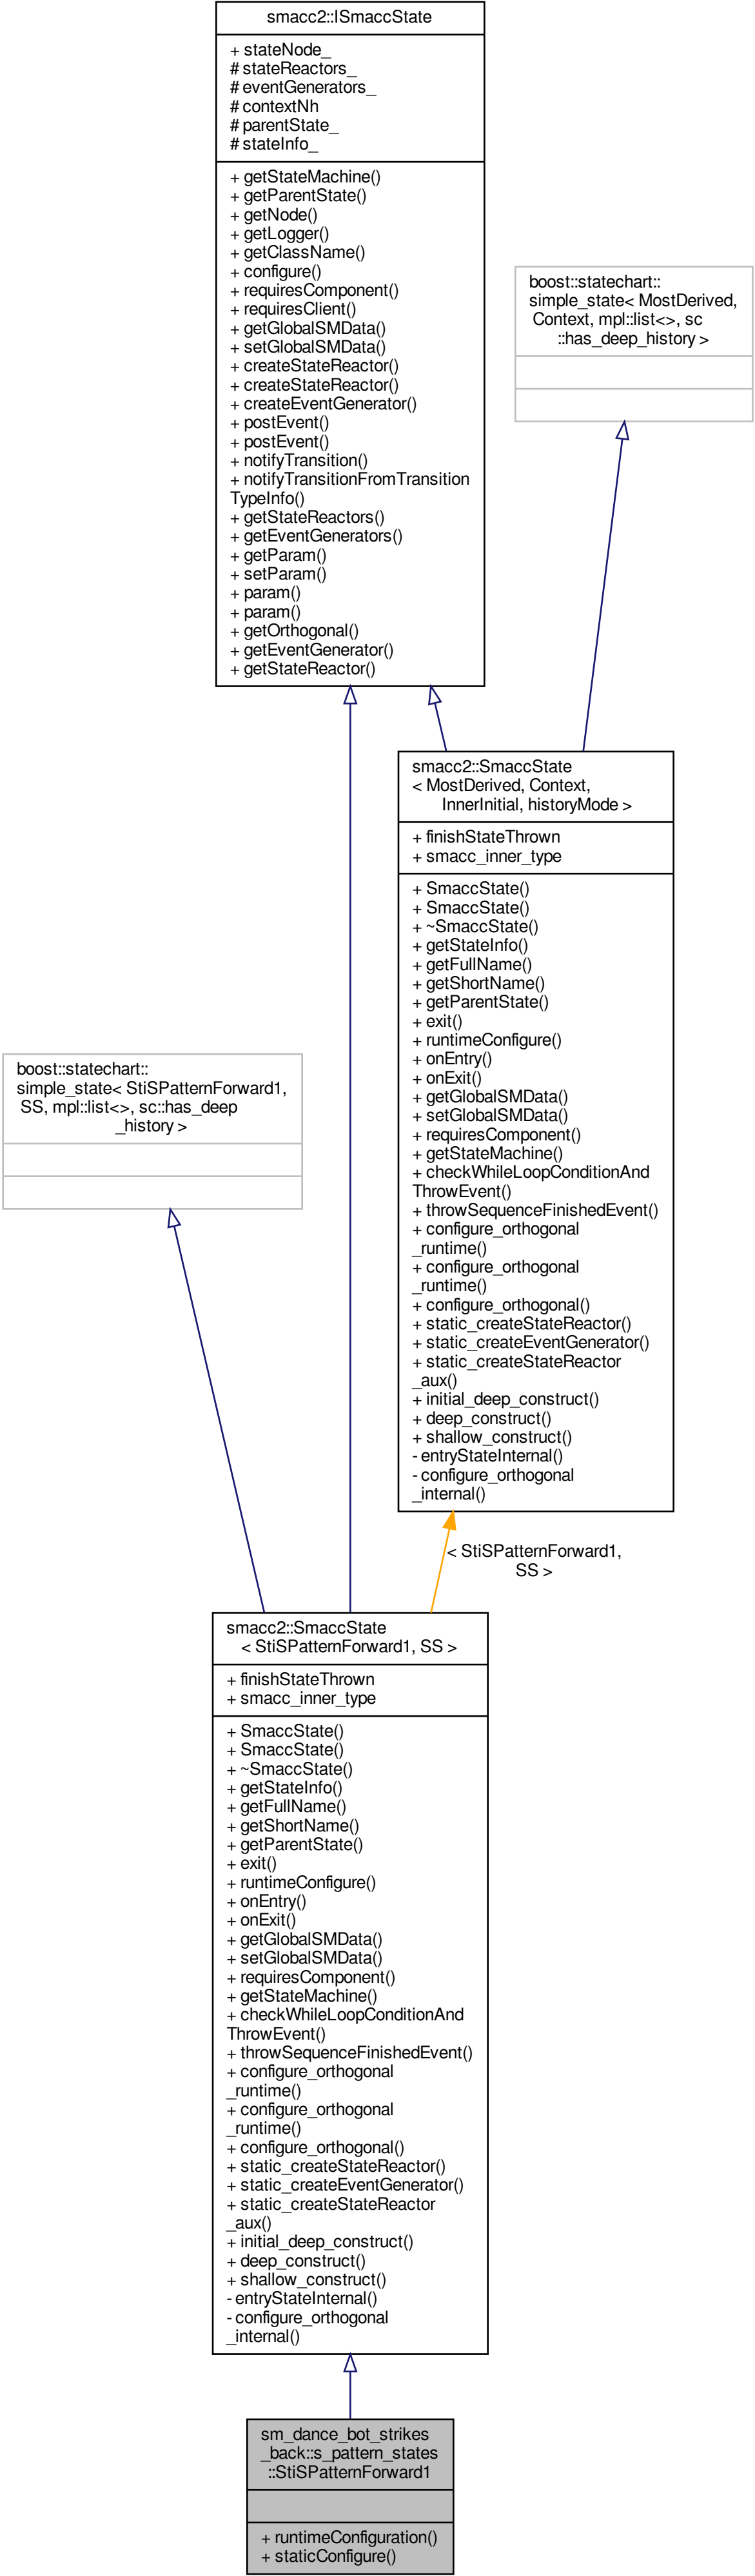 smacc2::ISmaccState
+ stateNode_
# stateReactors_
# eventGenerators_
# contextNh
# parentState_
# stateInfo_
+ getStateMachine()
+ getParentState()
+ getNode()
+ getLogger()
+ getClassName()
+ configure()
+ requiresComponent()
+ requiresClient()
+ getGlobalSMData()
+ setGlobalSMData()
+ createStateReactor()
+ createStateReactor()
+ createEventGenerator()
+ postEvent()
+ postEvent()
+ notifyTransition()
+ notifyTransitionFromTransition
TypeInfo()
+ getStateReactors()
+ getEventGenerators()
+ getParam()
+ setParam()
+ param()
+ param()
+ getOrthogonal()
+ getEventGenerator()
+ getStateReactor()
boost::statechart::
simple_state< MostDerived,
Context, mpl::list<>, sc
::has_deep_history >
smacc2::SmaccState
< MostDerived, Context,
InnerInitial, historyMode >
+ finishStateThrown
+ smacc_inner_type
+ SmaccState()
+ SmaccState()
+ ~SmaccState()
+ getStateInfo()
+ getFullName()
+ getShortName()
+ getParentState()
+ exit()
+ runtimeConfigure()
+ onEntry()
+ onExit()
+ getGlobalSMData()
+ setGlobalSMData()
+ requiresComponent()
+ getStateMachine()
+ checkWhileLoopConditionAnd
ThrowEvent()
+ throwSequenceFinishedEvent()
+ configure_orthogonal
_runtime()
+ configure_orthogonal
_runtime()
+ configure_orthogonal()
+ static_createStateReactor()
+ static_createEventGenerator()
+ static_createStateReactor
_aux()
+ initial_deep_construct()
+ deep_construct()
+ shallow_construct()
- entryStateInternal()
- configure_orthogonal
_internal()
boost::statechart::
simple_state< StiSPatternForward1,
SS, mpl::list<>, sc::has_deep
_history >
< StiSPatternForward1,
SS >
smacc2::SmaccState
< StiSPatternForward1, SS >
+ finishStateThrown
+ smacc_inner_type
+ SmaccState()
+ SmaccState()
+ ~SmaccState()
+ getStateInfo()
+ getFullName()
+ getShortName()
+ getParentState()
+ exit()
+ runtimeConfigure()
+ onEntry()
+ onExit()
+ getGlobalSMData()
+ setGlobalSMData()
+ requiresComponent()
+ getStateMachine()
+ checkWhileLoopConditionAnd
ThrowEvent()
+ throwSequenceFinishedEvent()
+ configure_orthogonal
_runtime()
+ configure_orthogonal
_runtime()
+ configure_orthogonal()
+ static_createStateReactor()
+ static_createEventGenerator()
+ static_createStateReactor
_aux()
+ initial_deep_construct()
+ deep_construct()
+ shallow_construct()
- entryStateInternal()
- configure_orthogonal
_internal()
sm_dance_bot_strikes
_back::s_pattern_states
::StiSPatternForward1
+ runtimeConfiguration()
+ staticConfigure()